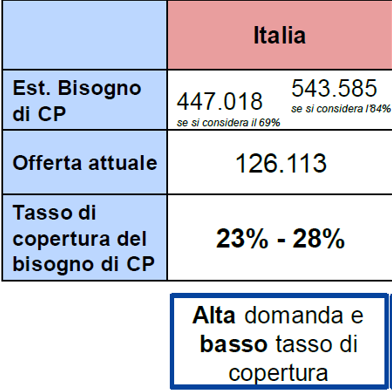 Italia
Est. Bisogno
di CP
447.018
se si considera il 69%
543.585
se si considera l'84%
Offerta attuale
126.113
Tasso di
copertura del
bisogno di CP
23% - 28%
Alta domanda e
basso tasso di
copertura